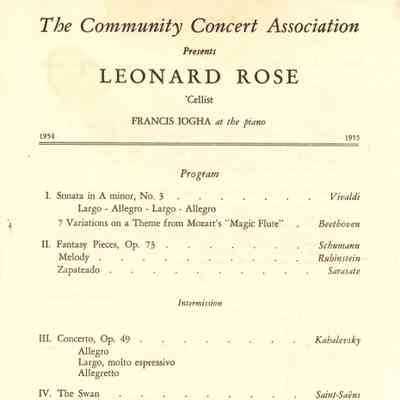 The Community Concert Association
Presents
LEONARD ROSE
'Cellist
FRANCIS IOGHA at the piano
1954 1955
Program
I. Sonata in A minor, No. 3 . . . . . . . Vivaldi
Largo - Allegro - Largo - Allegro
7 Variations on a Theme from Mozart's "Magic Flute" . Beethoven
II. Fantasy Pieces, Op. 73 . . . . . . . Schumann
Melody . . . . . . . . . . Rubinstein
Zapateado . . . . . . . . . . Sarasate
Intermission
III. Concerto, Op. 49 . . . . . . . . Kabalevsky
Allegro
Largo, molto espressivo
Allegretto
IV. The Swan . . . . . . . . . Saint-Saëns